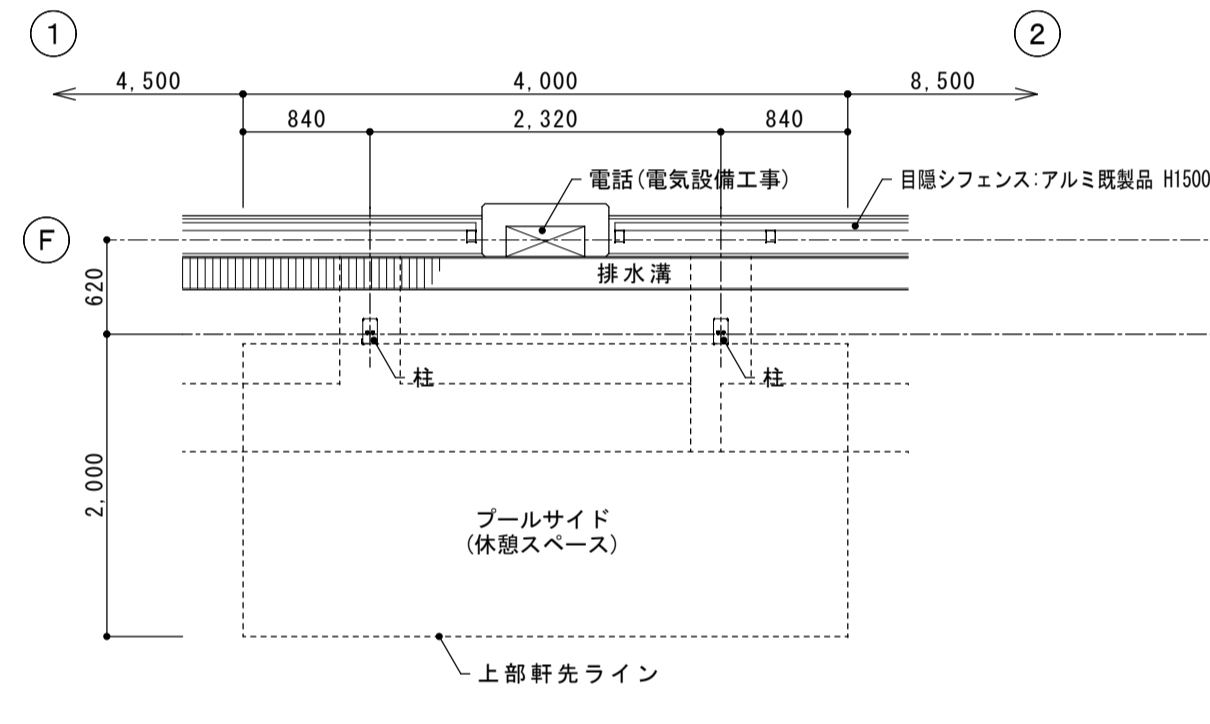 1
2
4,500
4,000
8,500
840
2,320
840
電話(電気設備工事)
目隠シフェンス:アルミ既製品 H1500
F
排水溝
620
柱
柱
2,000
プールサイド
(休憩スペース)
上部軒先ライン